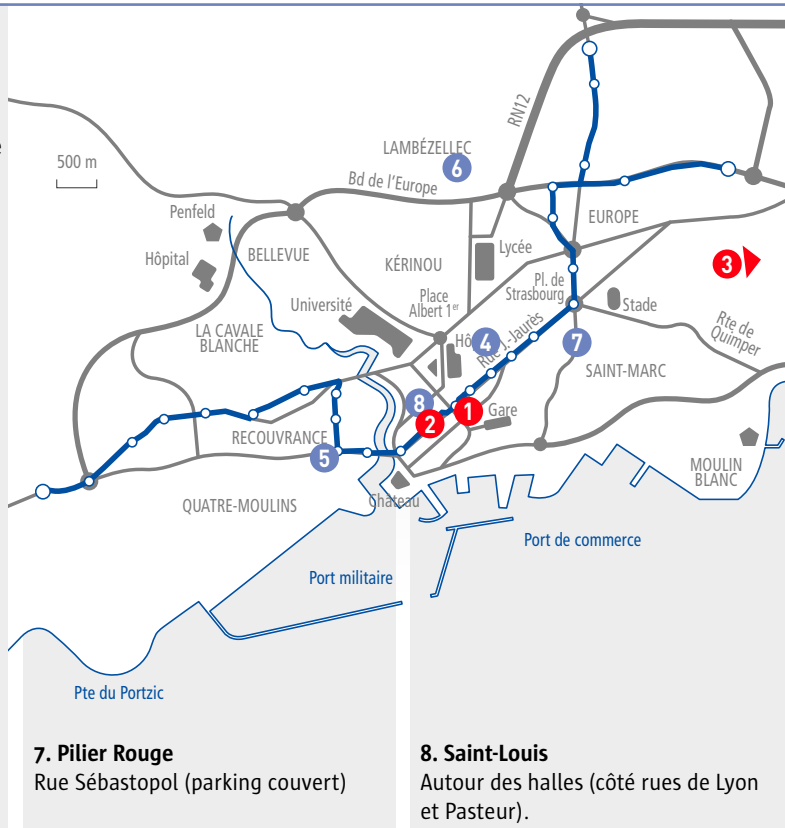 RN12
LAMBÉZELLEC
6
500 m
Bd de l'Europe
Penfeld
EUROPE
BELLEVUE
Lycée
Hôpital
KÉRINOU
3
Pl. de
Strasbourg
Place
Albert 1er
Université
Stade
Rte de
Quimper
LA CAVALE
BLANCHE
4
Rue J.-Jaurès
7
SAINT-MARC
8
1
Gare
2
RECOUVRANCE
5
MOULIN
BLANC
Château
QUATRE-MOULINS
Port de commerce
Port militaire
Pte du Portzic
7. Pilier Rouge
Rue Sébastopol (parking couvert)
8. Saint-Louis
Autour des halles (côté rues de Lyon
et Pasteur).